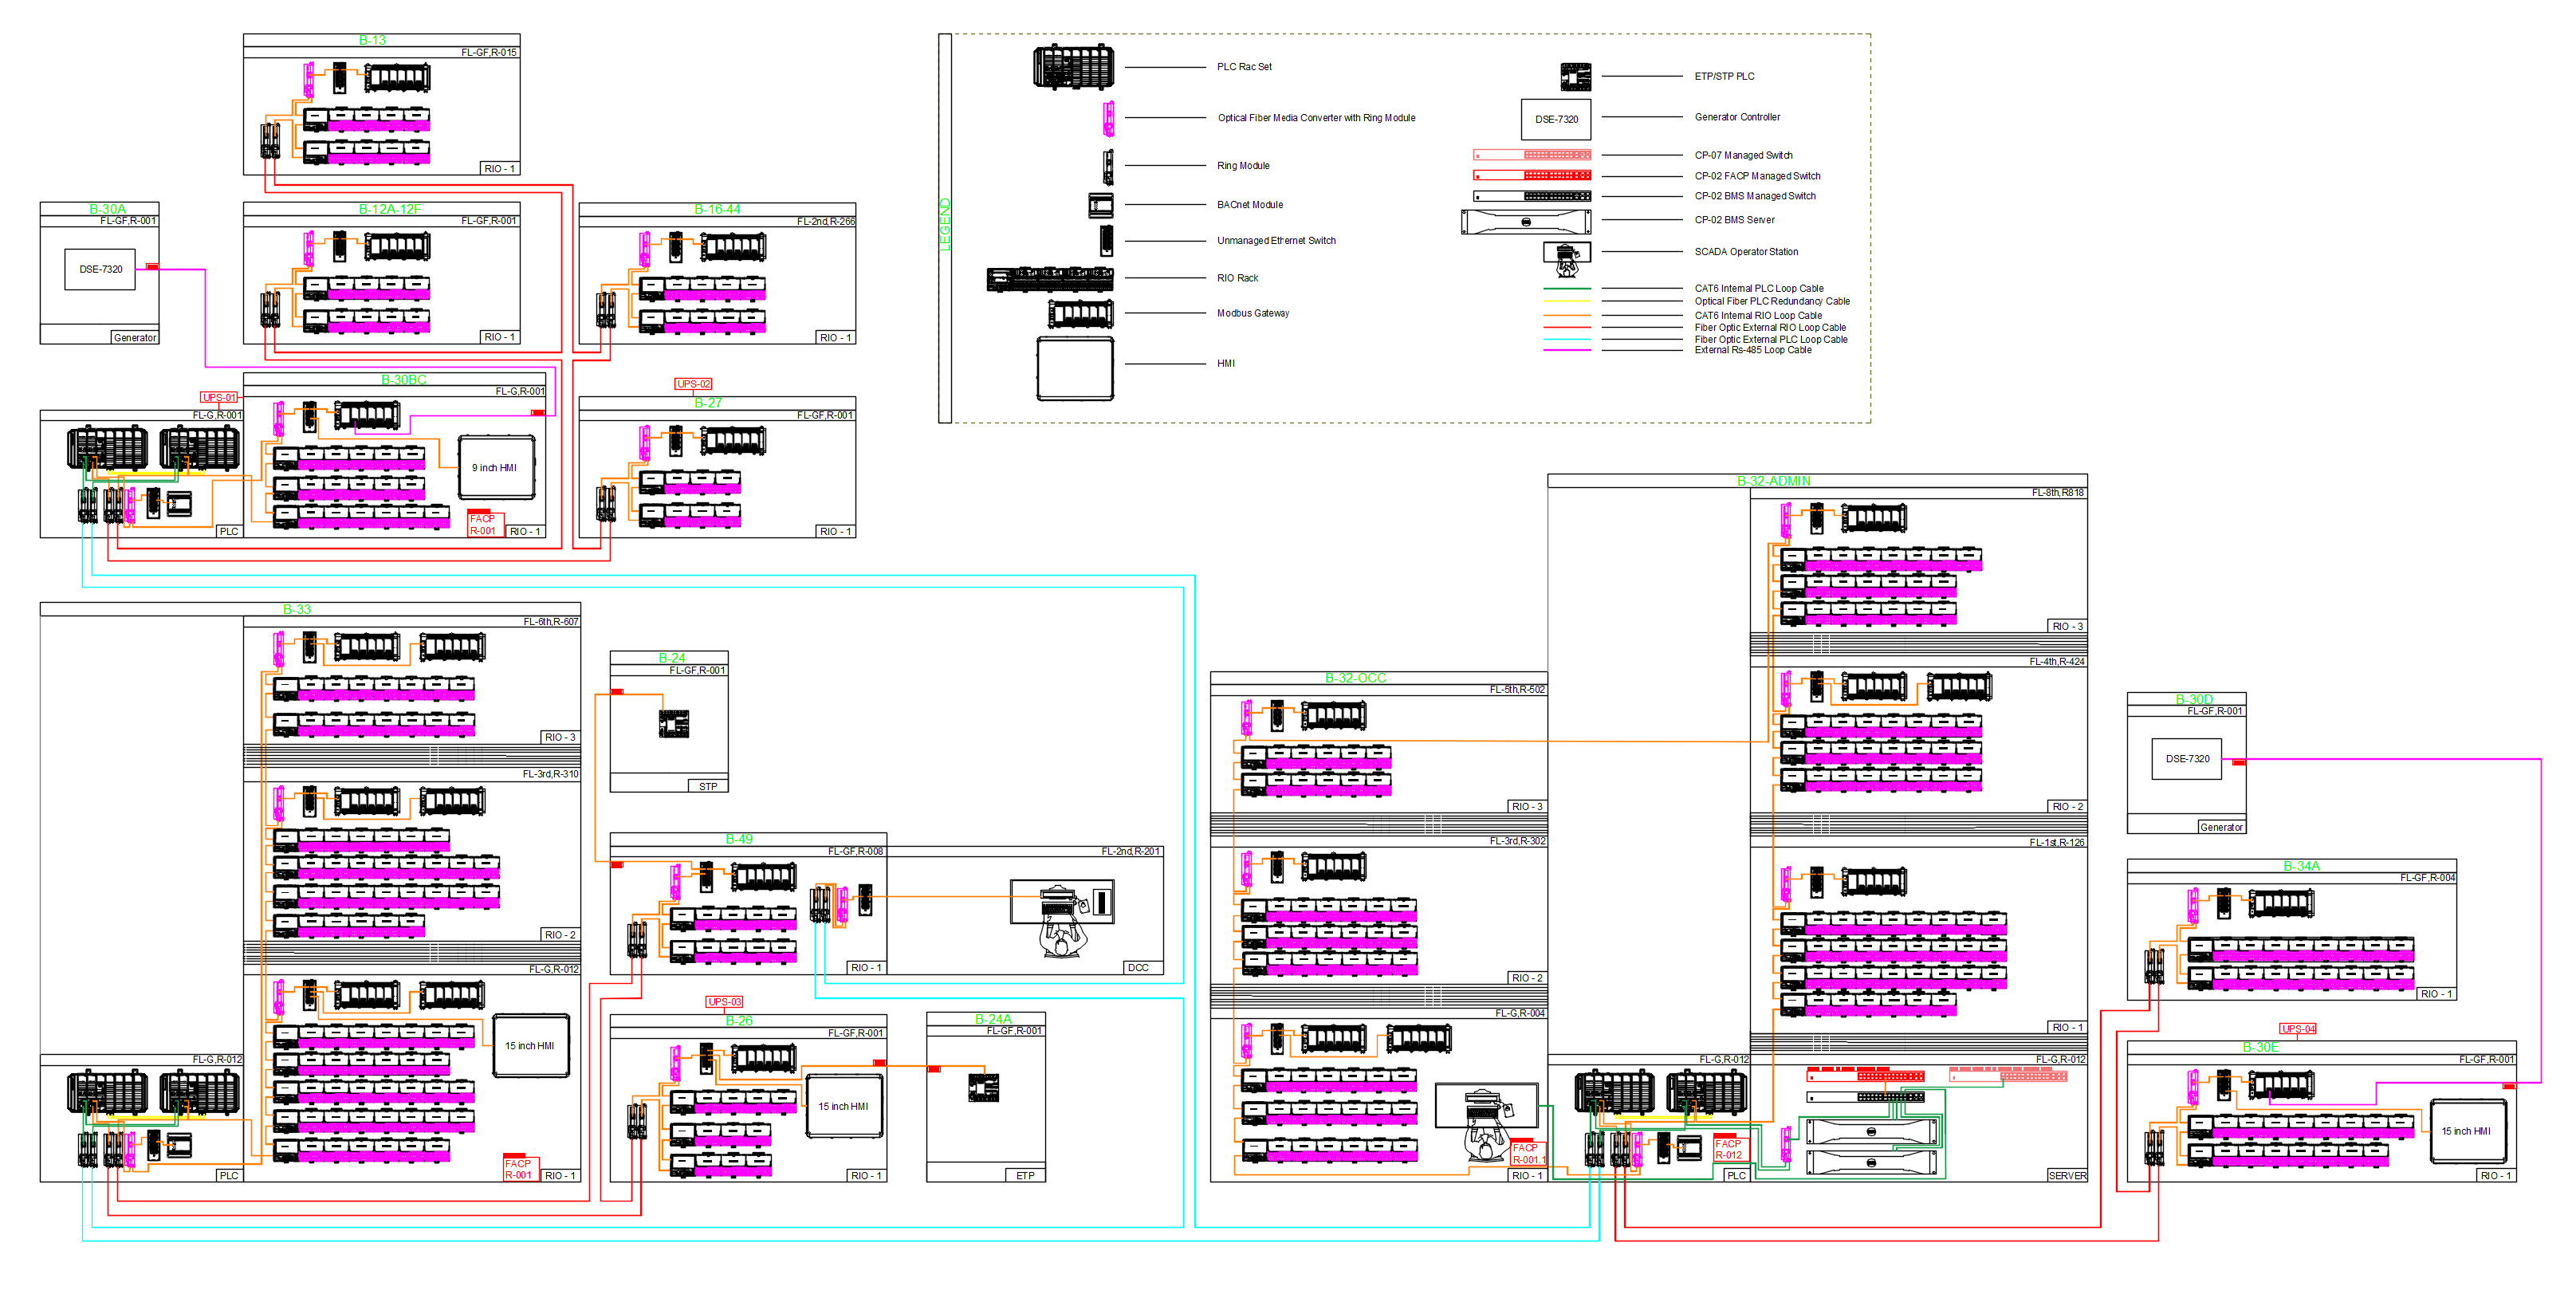 B-13
FL-GF,R-015
RIO - 1
B-30A
FL-GF,R-001
DSE-7320
Generator
B-12A-12F
FL-GF,R-001
RIO - 1
B-16-44
FL-2nd,R-266
RIO - 1
UPS-01
FL-G,R-001
PLC
B-30BC
FL-G,R-001
9 inch HMI
FACP
R-001
RIO - 1
UPS-02
B-27
FL-GF,R-001
RIO - 1
LEGEND
PLC Rac Set
Optical Fiber Media Converter with Ring Module
Ring Module
BACnet Module
Unmanaged Ethernet Switch
RIO Rack
Modbus Gateway
HMI
ETP/STP PLC
DSE-7320
Generator Controller
CP-07 Managed Switch
CP-02 FACP Managed Switch
CP-02 BMS Managed Switch
CP-02 BMS Server
SCADA Operator Station
CAT6 Internal PLC Loop Cable
Optical Fiber PLC Redundancy Cable
CAT6 Internal RIO Loop Cable
Fiber Optic External RIO Loop Cable
Fiber Optic External PLC Loop Cable
External Rs-485 Loop Cable
B-33
FL-6th,R-607
RIO - 3
FL-3rd,R-310
RIO - 2
FL-G,R-012
15 inch HMI
FACP
R-001
RIO - 1
FL-G,R-012
PLC
B-24
FL-GF,R-001
STP
B-49
FL-GF,R-008
RIO - 1
FL-2nd,R-201
DCC
UPS-03
B-26
FL-GF,R-001
15 inch HMI
RIO - 1
B-24A
FL-GF,R-001
ETP
B-32-OCC
FL-5th,R-502
RIO - 3
FL-3rd,R-302
RIO - 2
FL-G,R-004
FACP
R-001.1
RIO - 1
B-32-ADMIN
FL-8th,R818
RIO - 3
FL-4th,R-424
RIO - 2
FL-1st,R-126
RIO - 1
FL-G,R-012
FACP
R-012
PLC
FL-G,R-012
SERVER
B-30D
FL-GF,R-001
DSE-7320
Generator
B-34A
FL-GF,R-004
RIO - 1
UPS-04
B-30E
FL-GF,R-001
15 inch HMI
RIO - 1